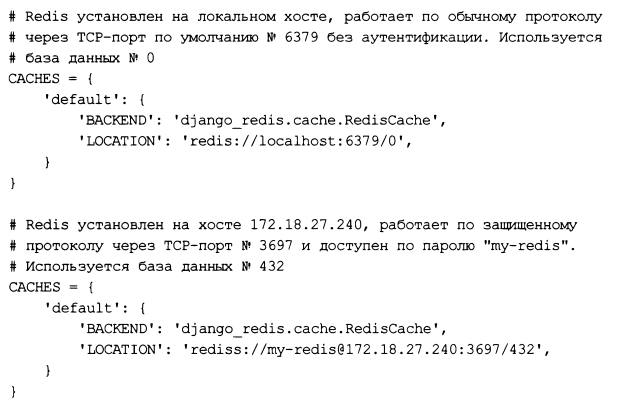 # Redis установлен на локальном хосте, работает по обычному протоколу
# через TCP-порт по умолчанию № 6379 без аутентификации. Используется
# база данных № 0
CACHES = {
    'default': {
        'BACKEND': 'django_redis.cache.RedisCache',
        'LOCATION': 'redis://localhost:6379/0',
    }
}

# Redis установлен на хосте 172.18.27.240, работает по защищенному
# протоколу через TCP-порт № 3697 и доступен по паролю "my-redis".
# Используется база данных № 432
CACHES = {
    'default': {
        'BACKEND': 'django_redis.cache.RedisCache',
        'LOCATION': 'rediss://my-redis@172.18.27.240:3697/432',
    }
}